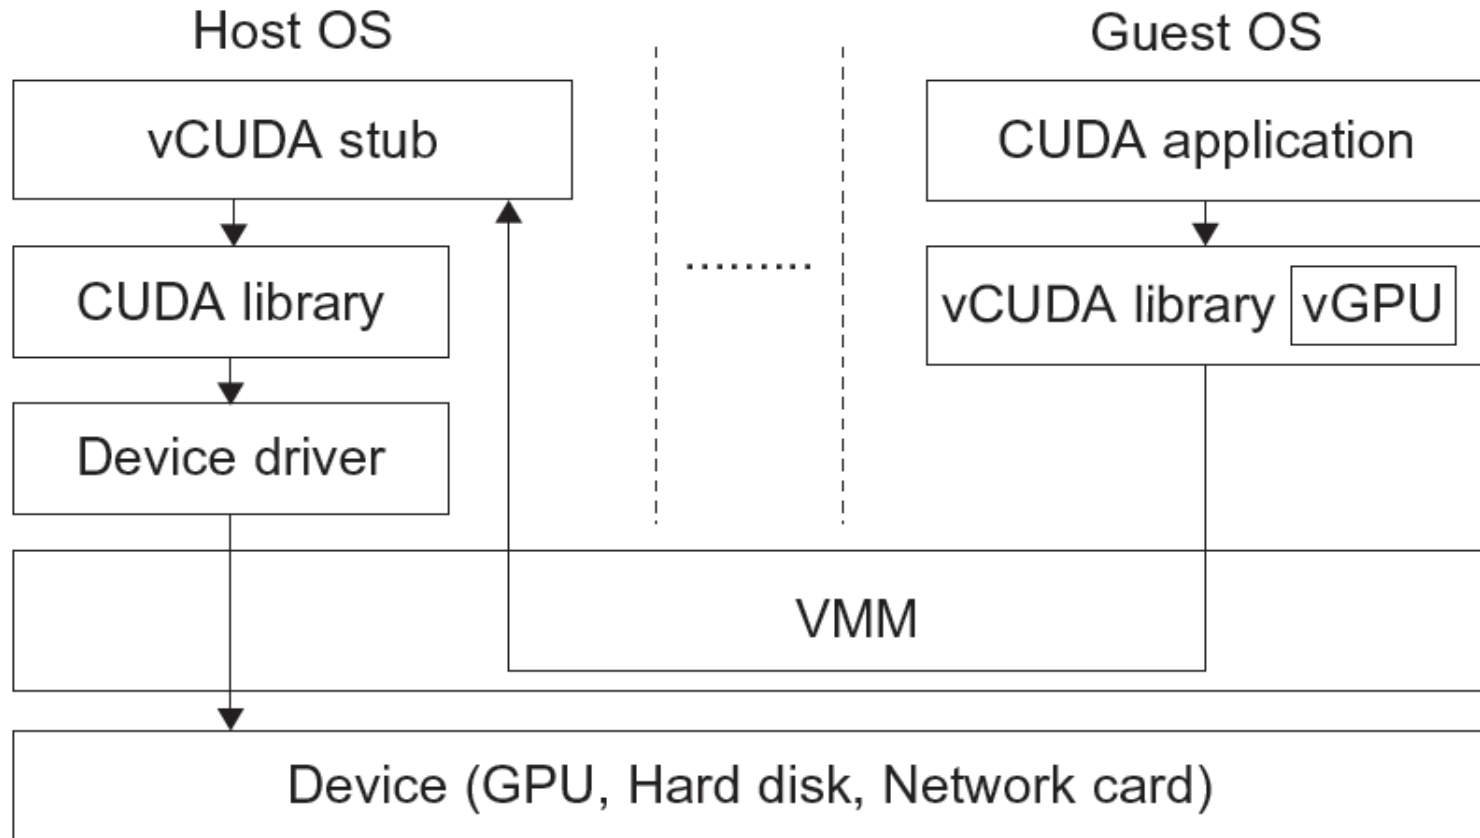 Host OS
Guest OS
vCUDA stub
CUDA application
CUDA library
vCUDA library
vGPU
.........
Device driver
VMM
Device (GPU, Hard disk, Network card)